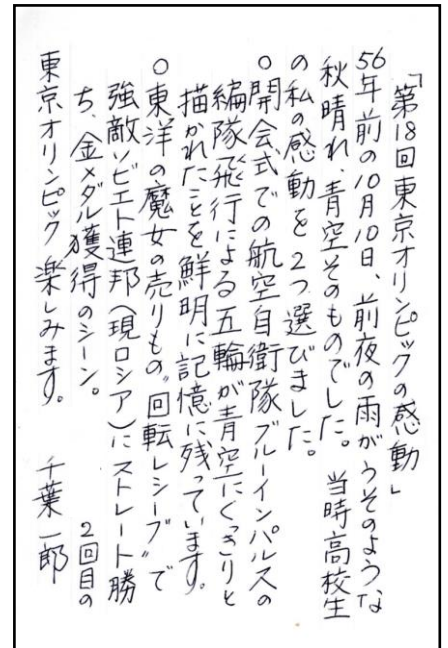 「第18回東京オリンピックの感動」
56年前の10月10日、前夜の雨がうそのような
秋晴れ、青空そのものでした。 当時高校生
の私の感動を2つ選びました。
○開会式での航空自衛隊ブルーインパルスの
編隊飛行による五輪が青空にくっきりと
描かれたことを鮮明に記憶に残っています。
○東洋の魔女の売りもの“回転レシーブ”で
強敵ソビエト連邦(現ロシア)にストレート勝
ち、金メダル獲得のシーン。 2回目の
東京オリンピック楽しみます。 千葉一郎